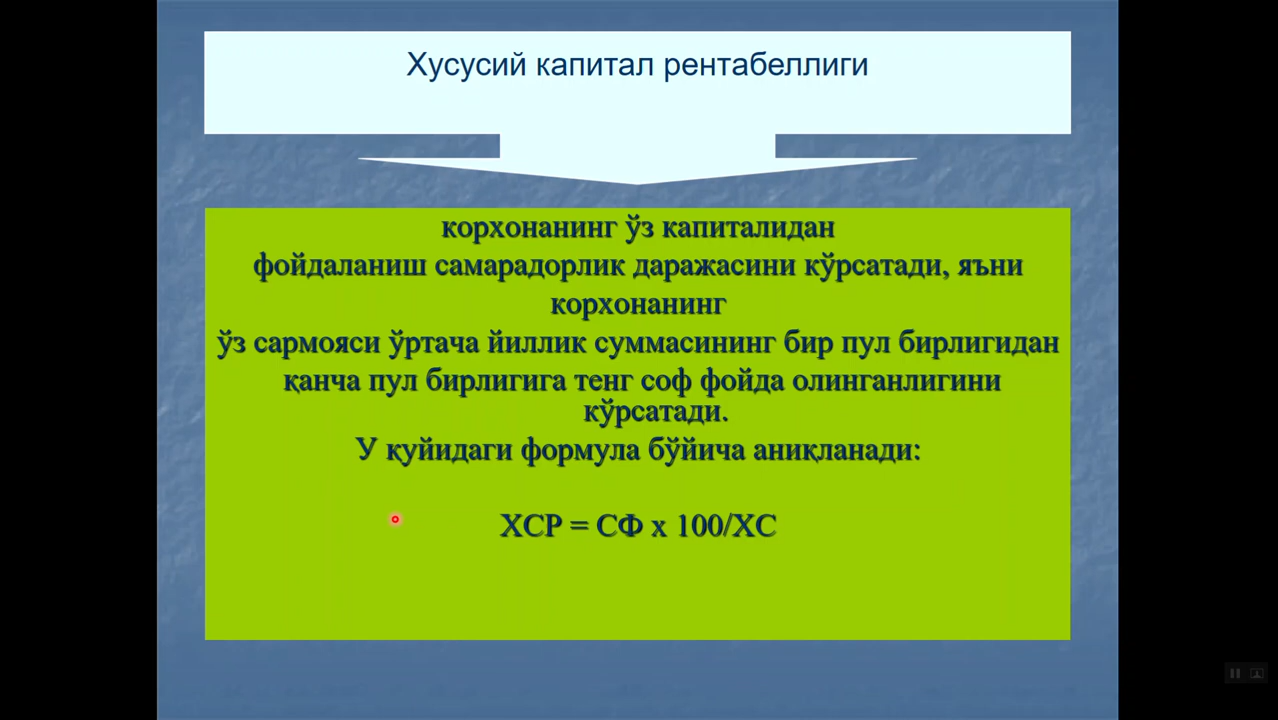 Хусусий капитал рентабеллиги
корхонанинг ўз капиталидан
фойдаланиш самарадорлик даражасини кўрсатади, яъни
корхонанинг
ўз сармояси ўртача йиллик суммасининг бир пул бирлигидан
қанча пул бирлигига тенг соф фойда олинганлигини
кўрсатади.
У қуйидаги формула бўйича аниқланади:
ХСР = СФ х 100/ХС